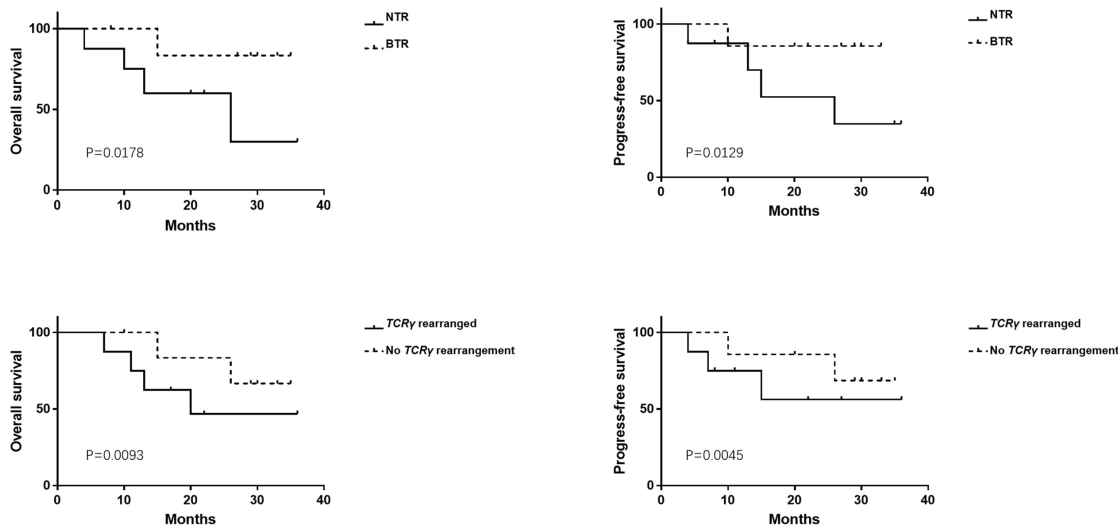 Overall survival
100
50
0
0 10 20 30 40
Months
P=0.0178
NTR
BTR
Progress-free survival
100
50
0
0 10 20 30 40
Months
P=0.0129
NTR
BTR
Overall survival
100
50
0
0 10 20 30 40
Months
P=0.0093
TCRγ rearranged
No TCRγ rearrangement
Progress-free survival
100
50
0
0 10 20 30 40
Months
P=0.0045
TCRγ rearranged
No TCRγ rearrangement